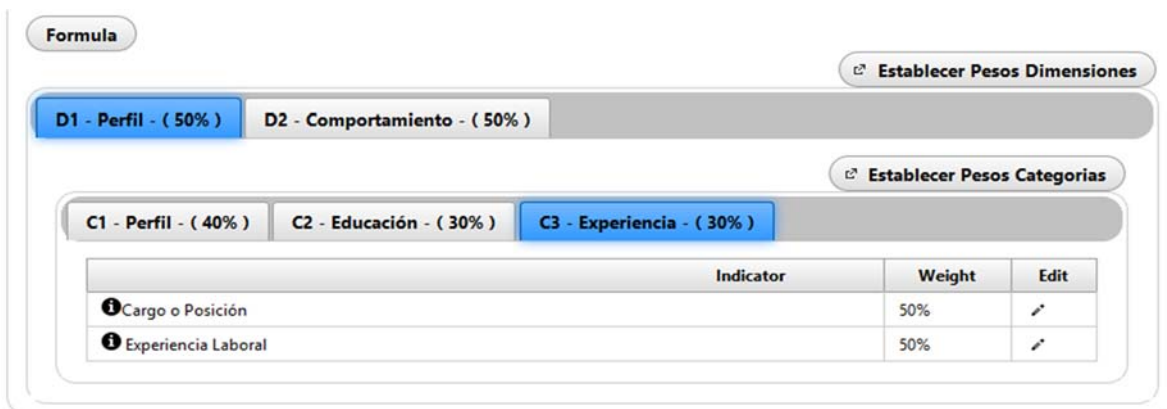 Formula
Establecer Pesos Dimensiones
D1 - Perfil - ( 50% ) D2 - Comportamiento - ( 50% )
Establecer Pesos Categorias
C1 - Perfil - ( 40% ) C2 - Educación - ( 30% ) C3 - Experiencia - ( 30% )
Indicator Weight Edit
Cargo o Posición 50%
Experiencia Laboral 50%